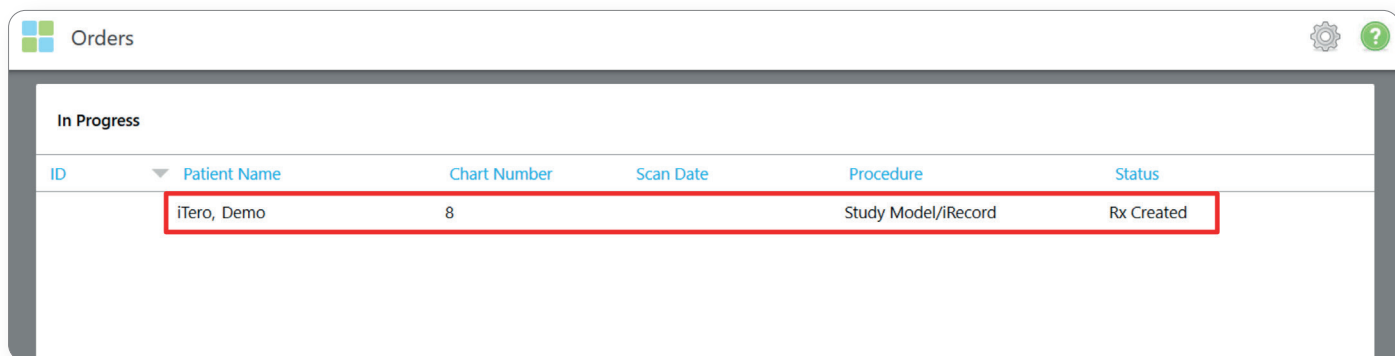 Orders
?
In Progress
ID Patient Name Chart Number Scan Date Procedure Status
iTero, Demo 8 Study Model/iRecord Rx Created